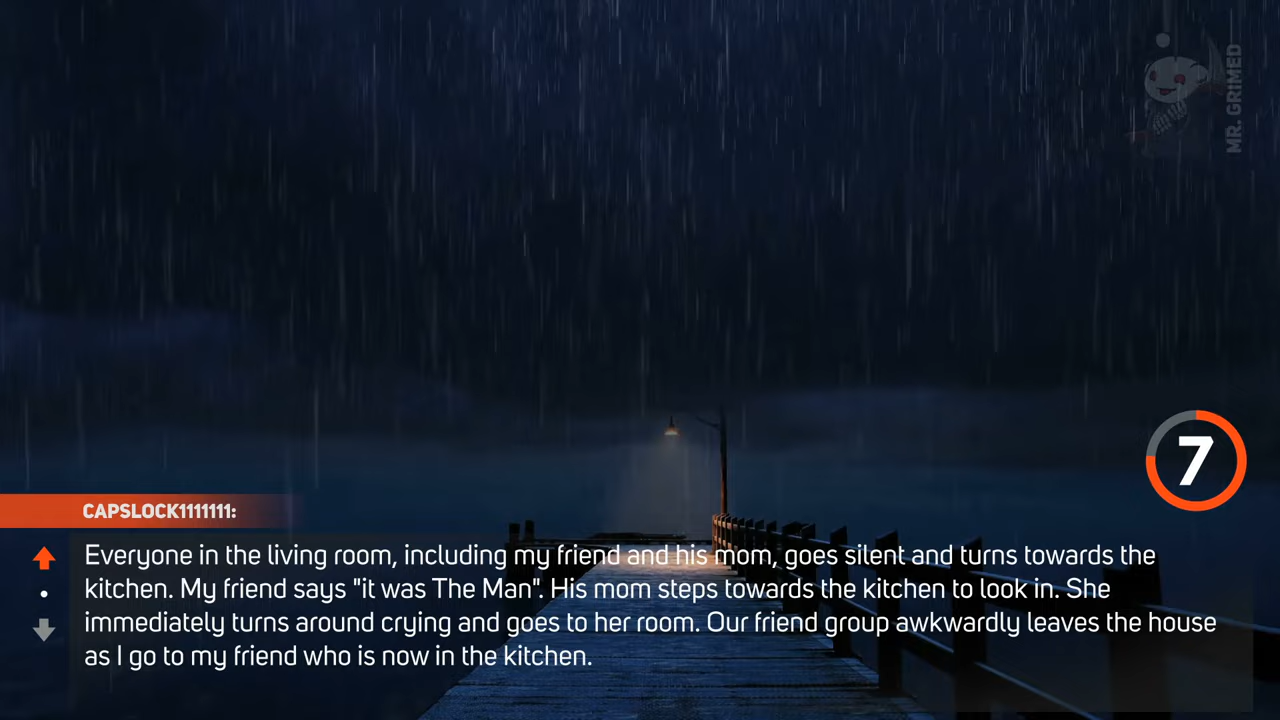 MR. GRIMED
7
CAPSLOCK1111111:
Everyone in the living room, including my friend and his mom, goes silent and turns towards the
kitchen. My friend says "it was The Man". His mom steps towards the kitchen to look in. She
immediately turns around crying and goes to her room. Our friend group awkwardly leaves the house
as I go to my friend who is now in the kitchen.